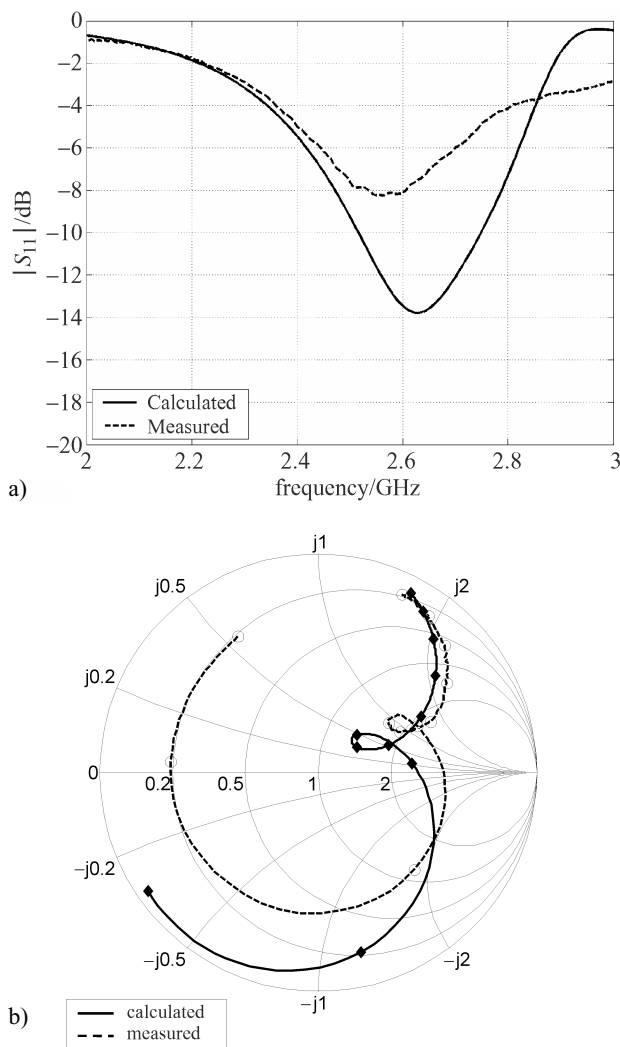 0
−2
−4
−6
−8
−10
−12
−14
−16
−18
−20
|S11|/dB
Calculated
Measured
2 2.2 2.4 2.6 2.8 3
frequency/GHz
a)
j1
j0.5 j2
j0.2
0 0.2 0.5 1 2
−j0.2
−j0.5 −j2
−j1
b)
calculated
measured